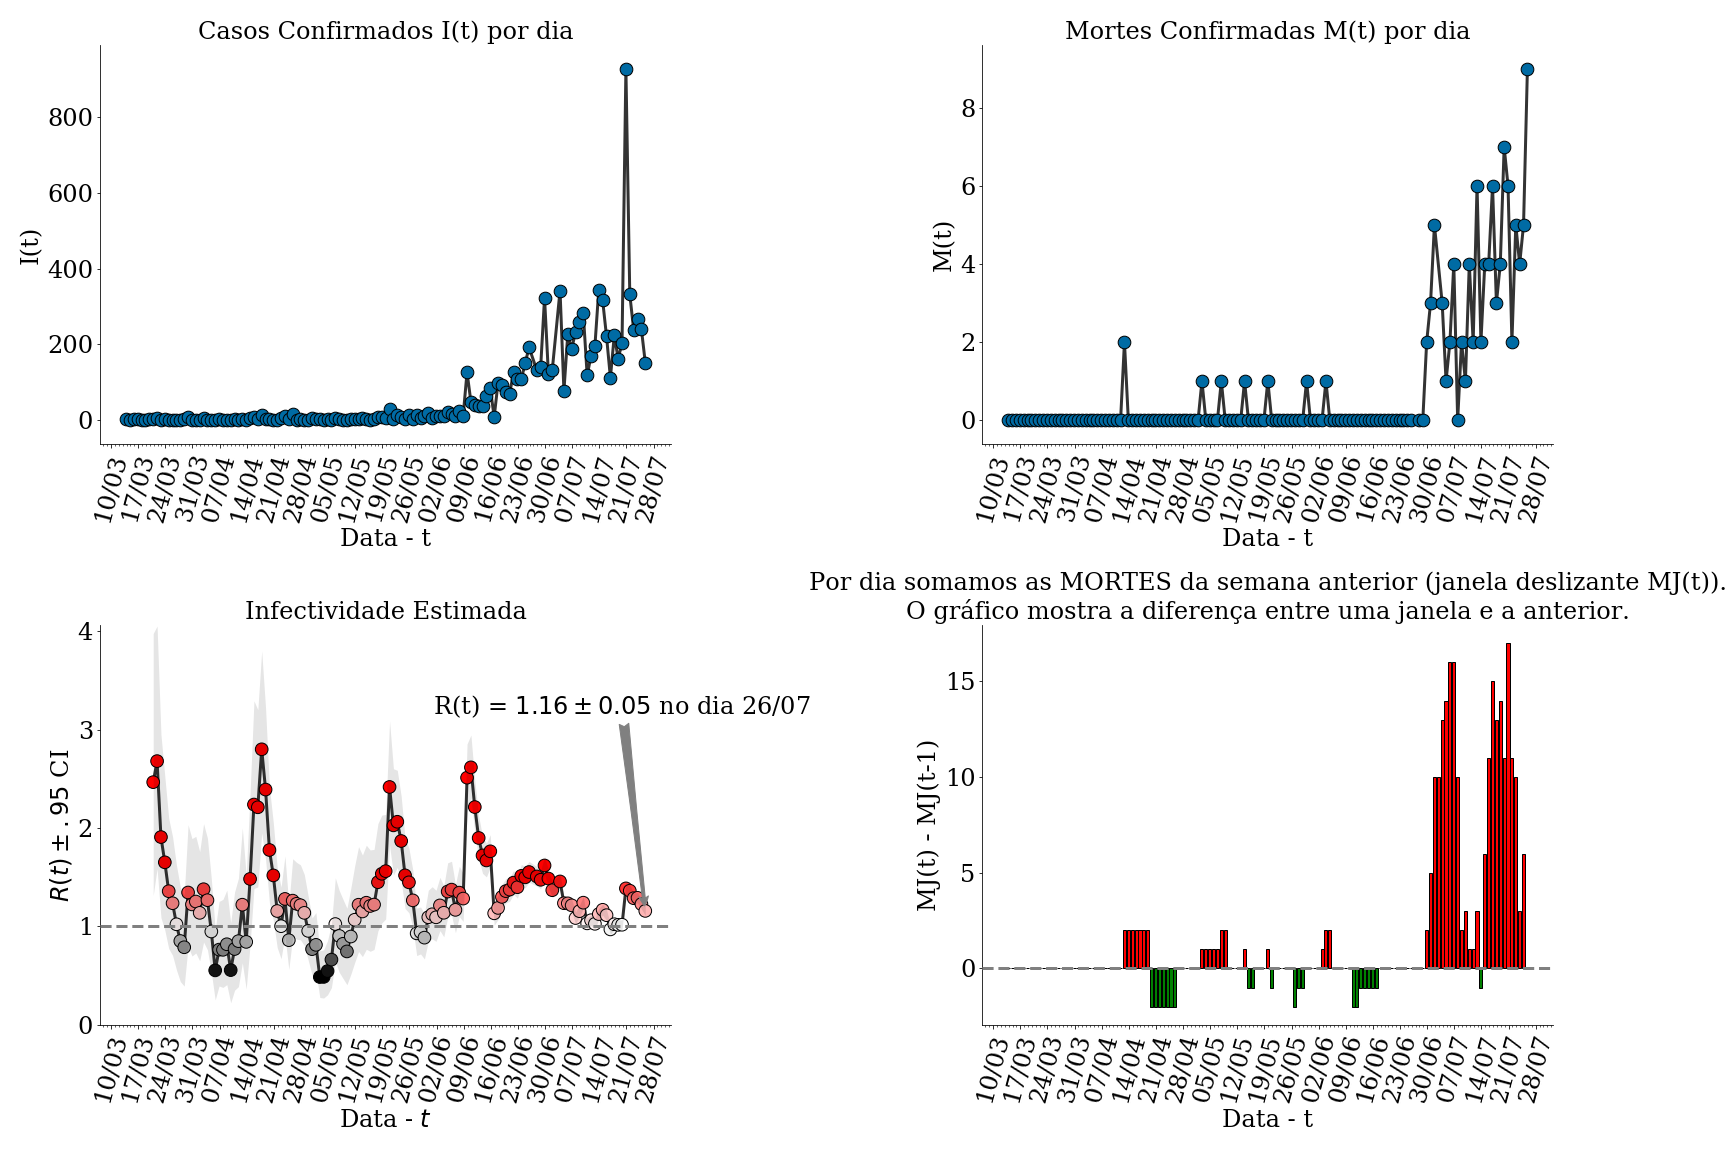 Casos Confirmados I(t) por dia
I(t)
800
600
400
200
0
10/03 17/03 24/03 31/03 07/04 14/04 21/04 28/04 05/05 12/05 19/05 26/05 02/06 09/06 16/06 23/06 30/06 07/07 14/07 21/07 28/07
Data - t
Mortes Confirmadas M(t) por dia
M(t)
8
6
4
2
0
10/03 17/03 24/03 31/03 07/04 14/04 21/04 28/04 05/05 12/05 19/05 26/05 02/06 09/06 16/06 23/06 30/06 07/07 14/07 21/07 28/07
Data - t
Infectividade Estimada
R(t) ± .95 CI
4
3
2
1
0
R(t) = 1.16 ± 0.05 no dia 26/07
10/03 17/03 24/03 31/03 07/04 14/04 21/04 28/04 05/05 12/05 19/05 26/05 02/06 09/06 16/06 23/06 30/06 07/07 14/07 21/07 28/07
Data - t
Por dia somamos as MORTES da semana anterior (janela deslizante MJ(t)).
O gráfico mostra a diferença entre uma janela e a anterior.
MJ(t) - MJ(t-1)
15
10
5
0
10/03 17/03 24/03 31/03 07/04 14/04 21/04 28/04 05/05 12/05 19/05 26/05 02/06 09/06 16/06 23/06 30/06 07/07 14/07 21/07 28/07
Data - t